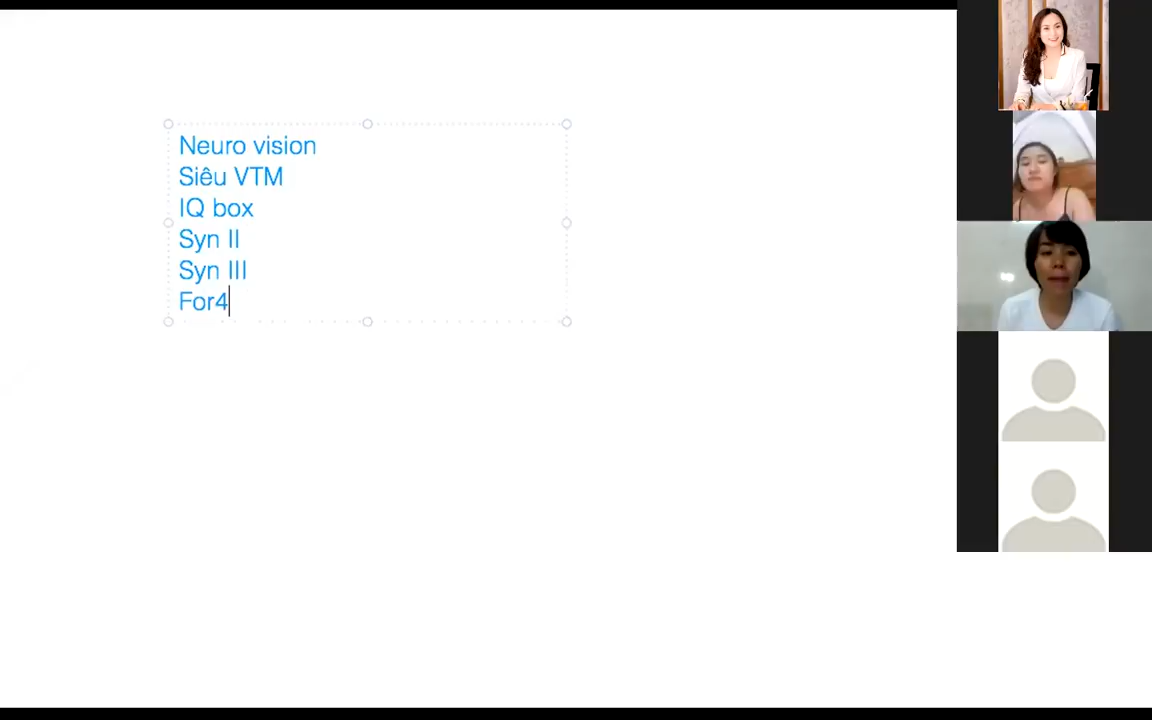 Neuro vision
Siêu VTM
IQ box
Syn II
Syn III
For4